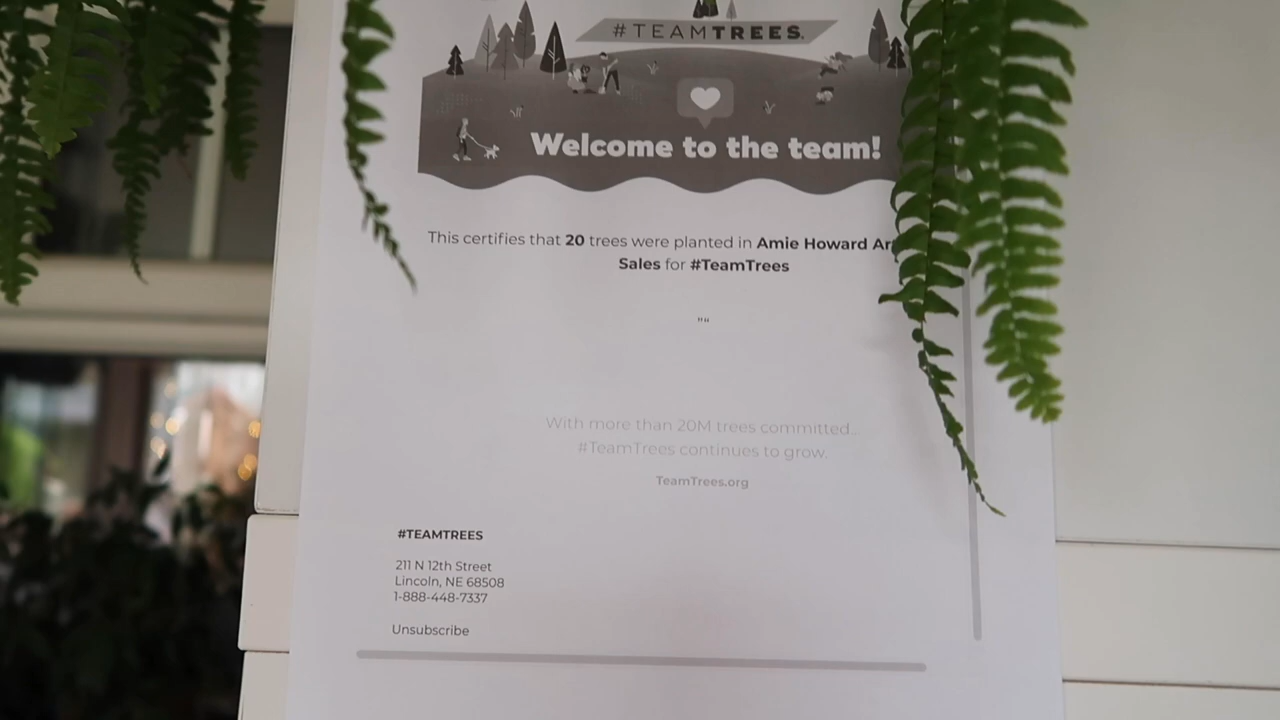 #TEAMTREES.
Welcome to the team!
This certifies that 20 trees were planted in Amie Howard
Sales for #TeamTrees
""
With more than 20M trees committed..
#TeamTrees continues to grow.
TeamTrees.org
#TEAMTREES
211 N 12th Street
Lincoln, NE 68508
1-888-448-7337
Unsubscribe